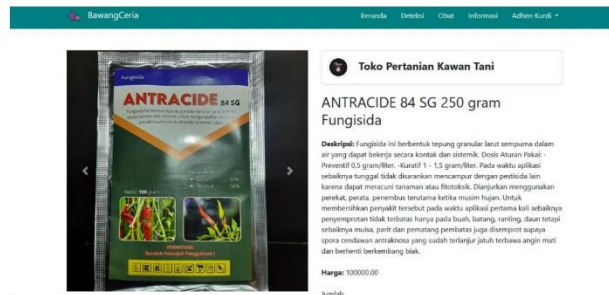 BawangCeria
Beranda Deteksi Obat Informasi Adhen Kurdi
Fungisida
ANTRACIDE 84 SG
Toko Pertanian Kawan Tani
ANTRACIDE 84 SG 250 gram
Fungisida
Deskripsi: Fungisida ini berbentuk tepung granular larut sempurna dalam
air yang dapat bekerja secara kontak dan sistemik. Dosis Aturan Pakai: -
Preventif 0,5 gram/liter. -Kuratif 1 - 1,5 gram/liter. Pada waktu aplikasi
sebaiknya tunggal tidak disarankan mencampur dengan pestisida lain
karena dapat meracuni tanaman atau fitotoksik. Dianjurkan menggunakan
perekat, perata, penembus terutama ketika musim hujan. Untuk
membersihkan penyakit tersebut pada waktu aplikasi pertama kali sebaiknya
penyemprotan tidak terbatas hanya pada buah, batang, ranting, daun tetapi
sebaiknya mulsa, parit dan pematang pembatas juga disemprot supaya
spora cendawan antraknosa yang sudah terlanjur jatuh terbawa angin mati
dan berhenti berkembang biak.
Harga: 100000.00
Jumlah: